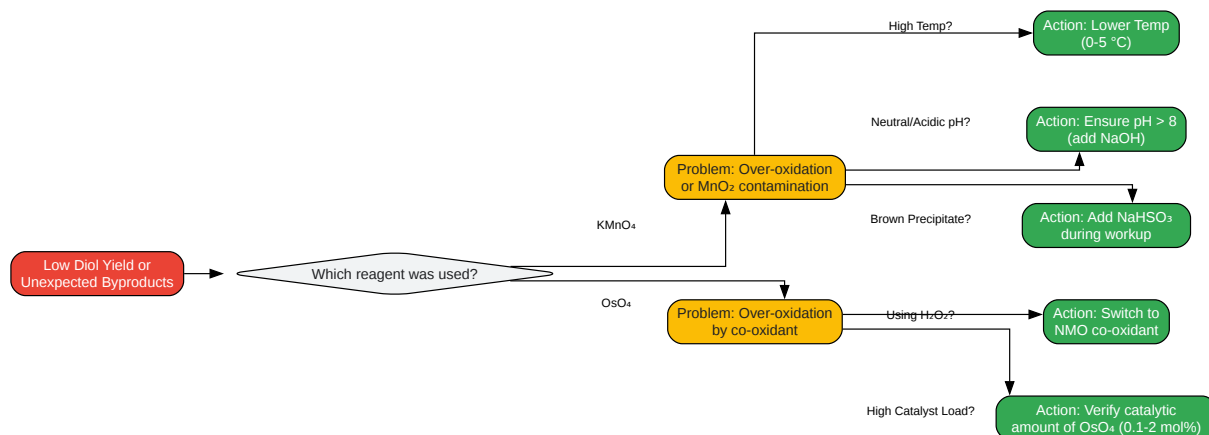 Low Diol Yield or
Unexpected Byproducts
Which reagent was used?
KMnO₄
OsO₄
Problem: Over-oxidation
or MnO₂ contamination
Problem: Over-oxidation
by co-oxidant
High Temp?
Action: Lower Temp
(0-5 °C)
Neutral/Acidic pH?
Action: Ensure pH > 8
(add NaOH)
Brown Precipitate?
Action: Add NaHSO₃
during workup
Using H₂O₂?
Action: Switch to
NMO co-oxidant
High Catalyst Load?
Action: Verify catalytic
amount of OsO₄ (0.1-2 mol%)